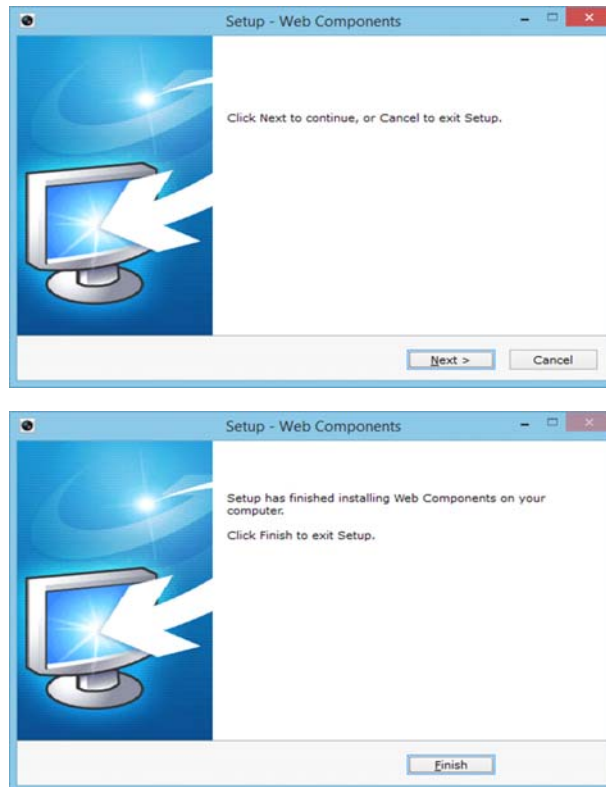 Setup - Web Components
Click Next to continue, or Cancel to exit Setup.
Next >
Cancel
Setup - Web Components
Setup has finished installing Web Components on your
computer.
Click Finish to exit Setup.
Finish